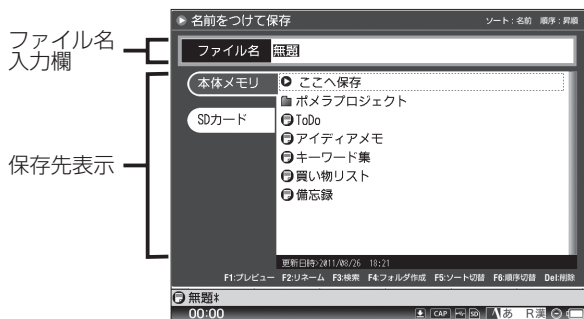 名前をつけて保存
ソート：名前 順序：昇順
ファイル名
入力欄
ファイル名 無題
本体メモリ
SDカード
ここへ保存
ポメラプロジェクト
ToDo
アイディアメモ
キーワード集
買い物リスト
備忘録
保存先表示
更新日時>2011/08/26 18:21
F1:プレビュー F2:リネーム F3:検索 F4:フォルダ作成 F5:ソート切替 F6:順序切替 Del:削除
無題*
00:00 CAP SD あ R漢